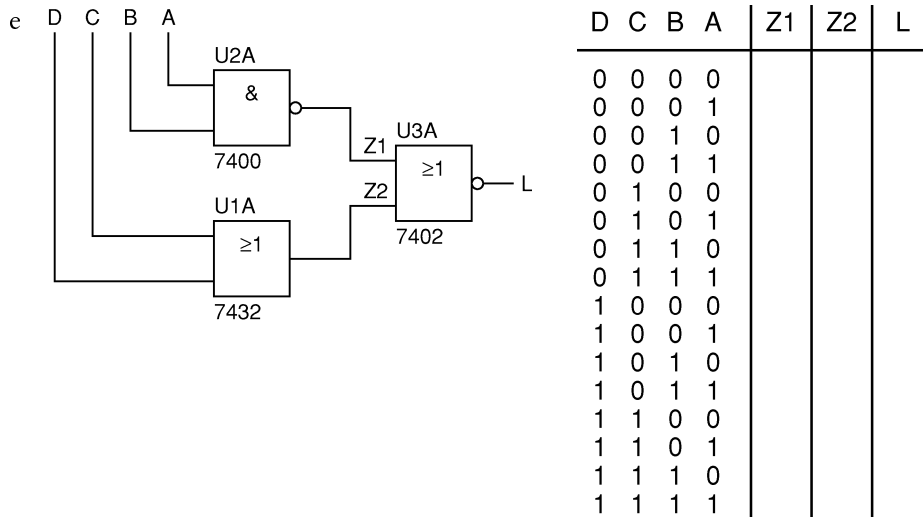 e D C B A
U2A
&
7400
Z1
U3A
≥1
L
Z2
7402
U1A
≥1
7432
D C B A Z1 Z2 L
0 0 0 0
0 0 0 1
0 0 1 0
0 0 1 1
0 1 0 0
0 1 0 1
0 1 1 0
0 1 1 1
1 0 0 0
1 0 0 1
1 0 1 0
1 0 1 1
1 1 0 0
1 1 0 1
1 1 1 0
1 1 1 1